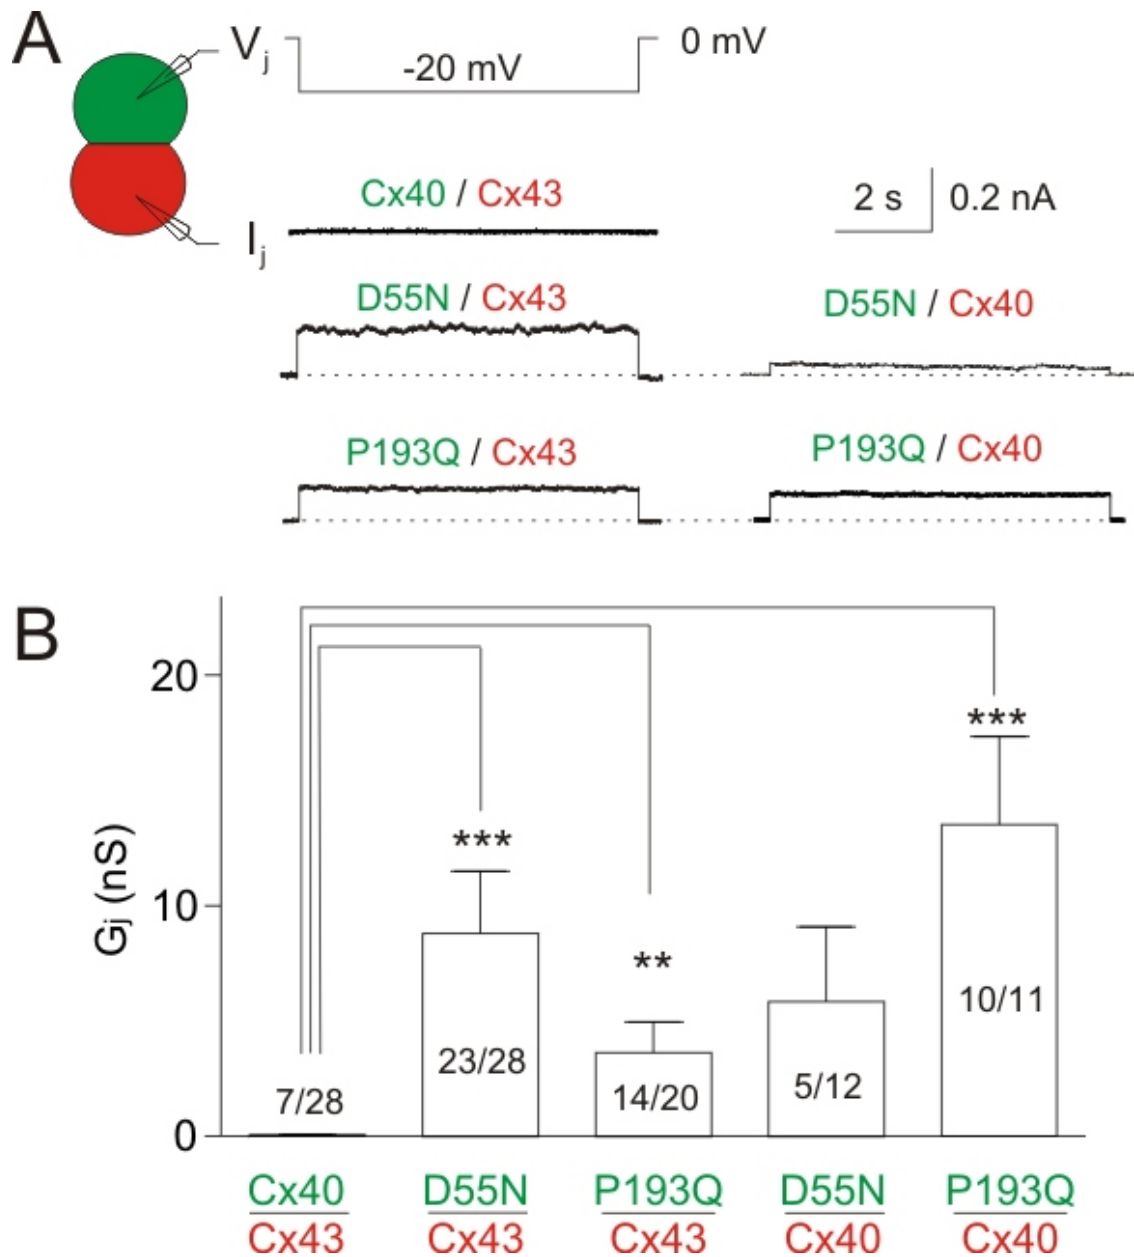 A
Vj
-20 mV
0 mV
Ij
Cx40 / Cx43
2 s
0.2 nA
D55N / Cx43
D55N / Cx40
P193Q / Cx43
P193Q / Cx40
B
20
10
0
Gj (nS)
***
***
**
7/28
23/28
14/20
5/12
10/11
Cx40
Cx43
D55N
Cx43
P193Q
Cx43
D55N
Cx40
P193Q
Cx40